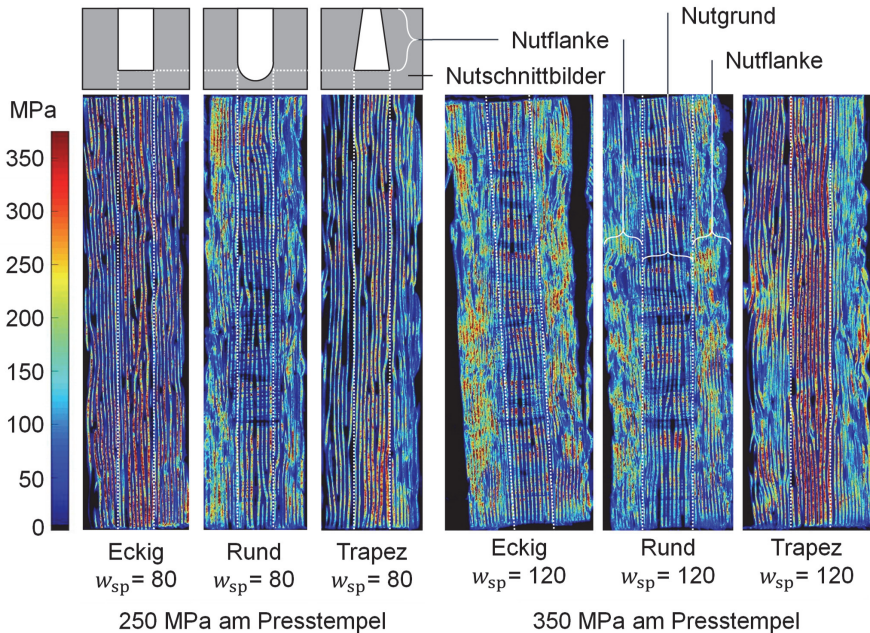 Nutflanke
Nutgrund
Nutflanke
Nutschnittbilder
MPa
350
300
250
200
150
100
50
0
Eckig
w_sp = 80
Rund
w_sp = 80
Trapez
w_sp = 80
Eckig
w_sp = 120
Rund
w_sp = 120
Trapez
w_sp = 120
250 MPa am Presstempel
350 MPa am Presstempel